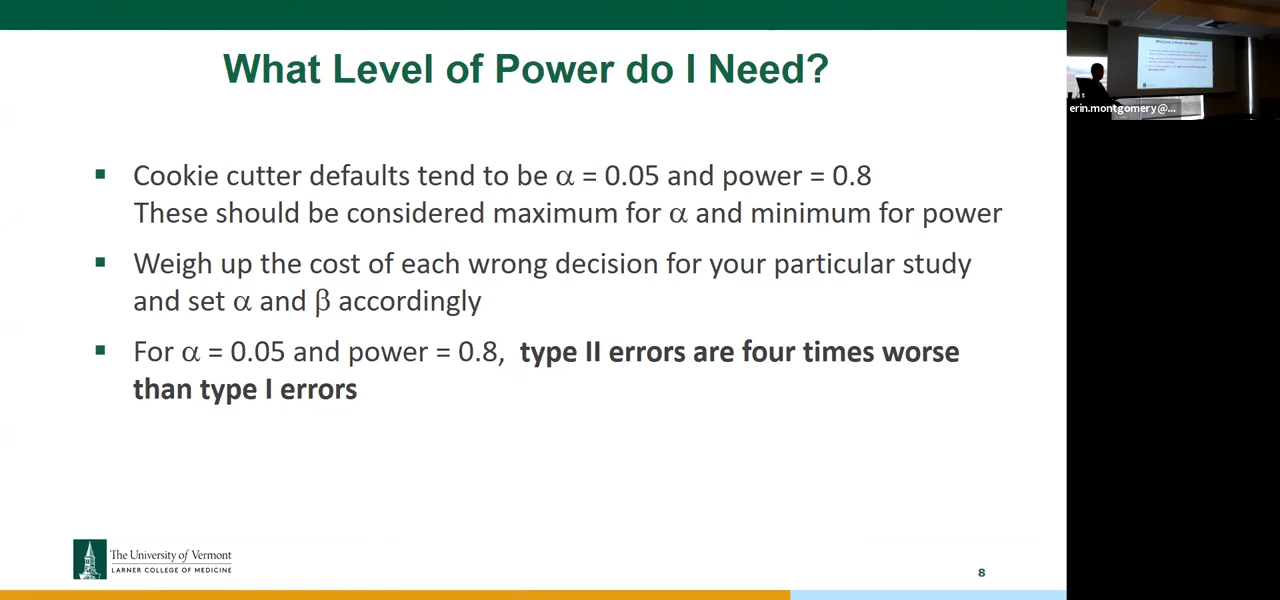 What Level of Power do I Need?
erin.montgomery@...
▪ Cookie cutter defaults tend to be α = 0.05 and power = 0.8
These should be considered maximum for α and minimum for power
▪ Weigh up the cost of each wrong decision for your particular study
and set α and β accordingly
▪ For α = 0.05 and power = 0.8, type II errors are four times worse
than type I errors
The University of Vermont
LARNER COLLEGE OF MEDICINE
8